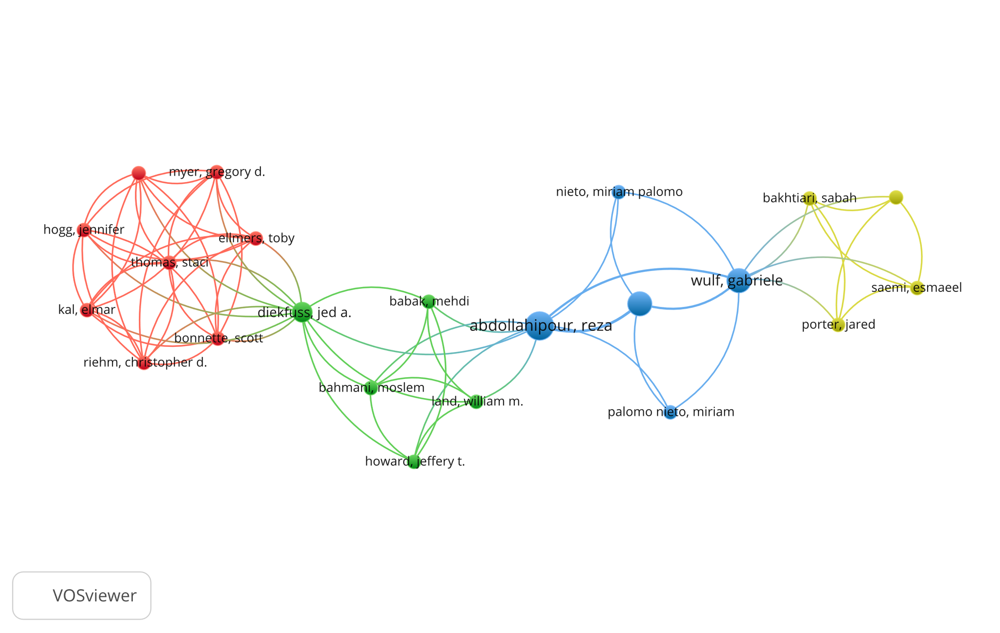 myer, gregory d.
nieto, miriam palomo
bakhtiari, sabah
hogg, jennifer
ellmers, toby
thomas, staci
wulf, gabriele
saemi, esmaeel
babak, mehdi
kal, elmar
diekfuss, jed a.
abdollahipour, reza
porter, jared
bonnette, scott
riehm, christopher d.
bahmani, moslem
land, william m.
palomo nieto, miriam
howard, jeffery t.
VOSviewer